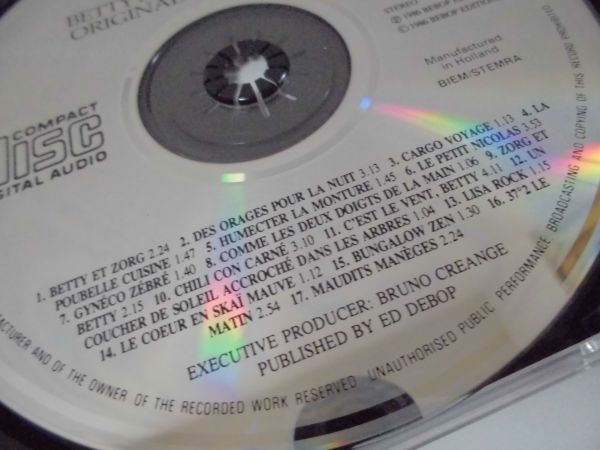 BETTY
ORIGINAL
STEREO
℗ 1986 BEBOP EDITIONS
© 1986 BEBOP EDITIONS
Manufactured
in Holland
BIEM/STEMRA
COMPACT
disc
DIGITAL AUDIO
1. BETTY ET ZORG 2.24 2. DES ORAGES POUR LA NUIT 3.13 3. CARGO VOYAGE 1.13 4. LA
POUBELLE CUISINE 1.47 5. HUMECTER LA MONTURE 1.45 6. LE PETIT NICOLAS 3.53
7. GYNÉCO ZÉBRÉ 1.40 8. COMME LES DEUX DOIGTS DE LA MAIN 1.06 9. ZORG ET
BETTY 2.15 10. CHILI CON CARNÉ 3.10 11. C'EST LE VENT, BETTY 4.11 12. UN
COUCHER DE SOLEIL ACCROCHÉ DANS LES ARBRES 1.04 13. LISA ROCK 1.15
14. LE COEUR EN SKAÏ MAUVE 1.12 15. BUNGALOW ZEN 1.30 16. 37°2 LE
MATIN 2.54 17. MAUDITS MANÈGES 2.24
EXECUTIVE PRODUCER: BRUNO CREANGE
PUBLISHED BY ED DEBOP
FACTURER AND OF THE OWNER OF THE RECORDED WORK RESERVED UNAUTHORISED PUBLIC PERFORMANCE BROADCASTING AND COPYING OF THIS RECORD PROHIBITED